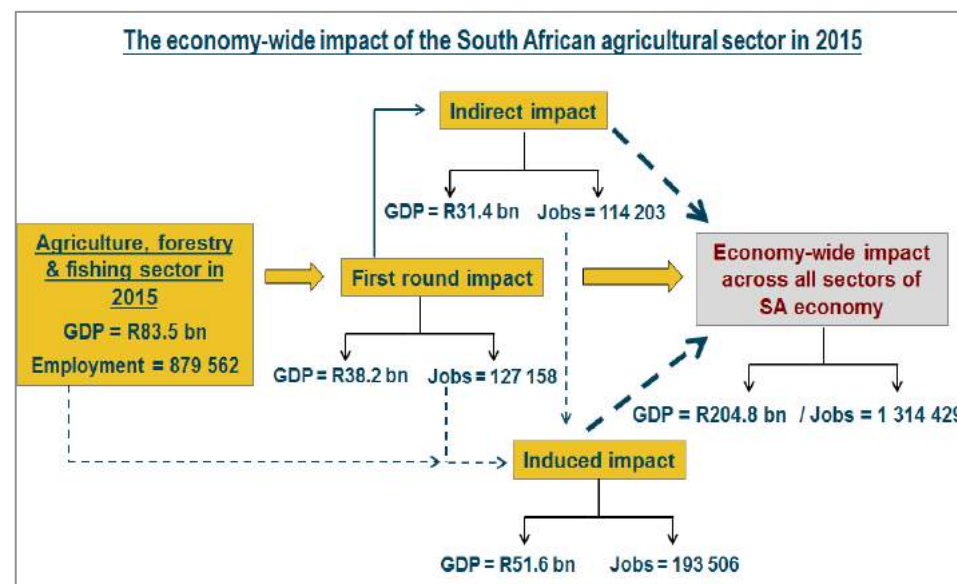 The economy-wide impact of the South African agricultural sector in 2015
Indirect impact
GDP = R31.4 bn Jobs = 114 203
Agriculture, forestry
& fishing sector in
2015
GDP = R83.5 bn
Employment = 879 562
First round impact
GDP = R38.2 bn Jobs = 127 158
Economy-wide impact
across all sectors of
SA economy
GDP = R204.8 bn / Jobs = 1 314 429
Induced impact
GDP = R51.6 bn Jobs = 193 506